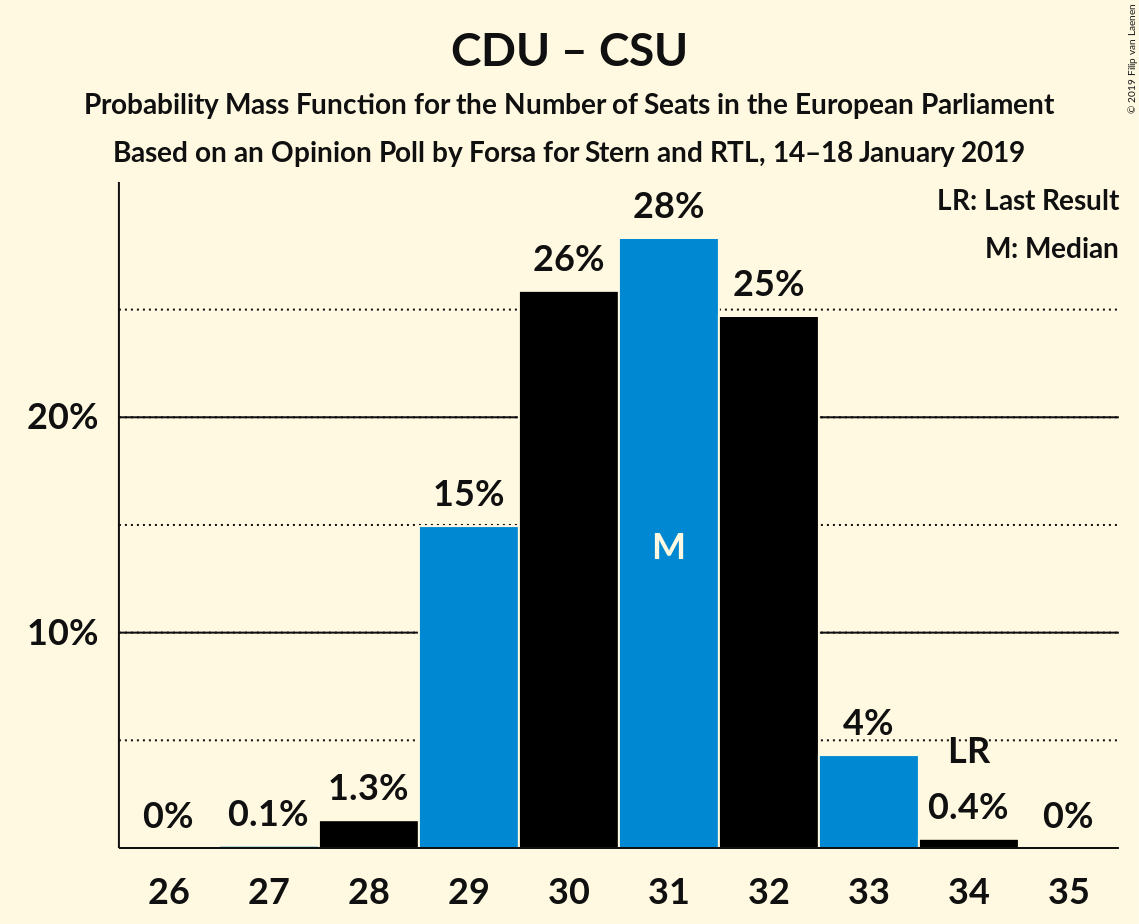 CDU – CSU
Probability Mass Function for the Number of Seats in the European Parliament
Based on an Opinion Poll by Forsa for Stern and RTL, 14–18 January 2019
© 2019 Filip van Laenen
LR: Last Result
M: Median
28%
26%
25%
20%
15%
M
10%
4%
LR
1.3%
0.4%
0%
0.1%
0%
26 27 28 29 30 31 32 33 34 35